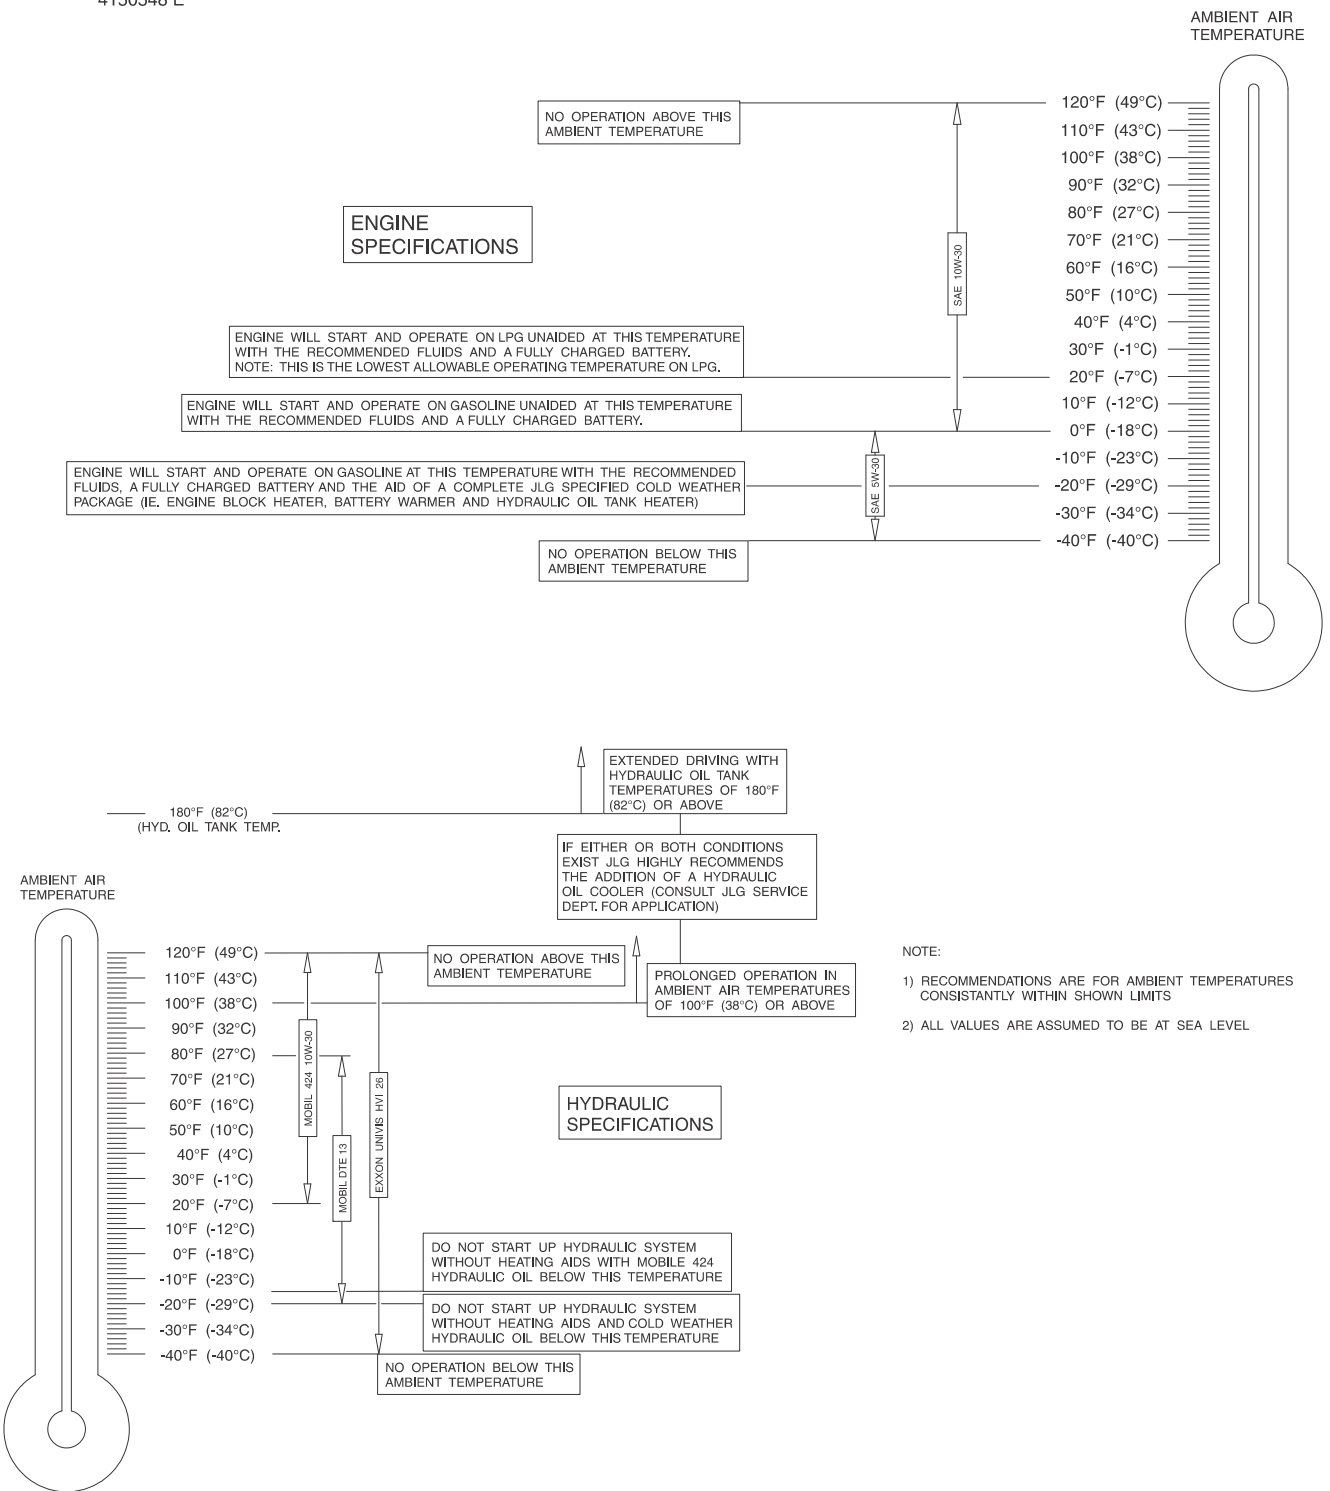 4150548 E
AMBIENT AIR
TEMPERATURE
NO OPERATION ABOVE THIS
AMBIENT TEMPERATURE
120°F (49°C)
110°F (43°C)
100°F (38°C)
90°F (32°C)
80°F (27°C)
70°F (21°C)
60°F (16°C)
50°F (10°C)
40°F (4°C)
30°F (-1°C)
20°F (-7°C)
10°F (-12°C)
0°F (-18°C)
-10°F (-23°C)
-20°F (-29°C)
-30°F (-34°C)
-40°F (-40°C)
ENGINE
SPECIFICATIONS
SAE 10W-30
ENGINE WILL START AND OPERATE ON LPG UNAIDED AT THIS TEMPERATURE
WITH THE RECOMMENDED FLUIDS AND A FULLY CHARGED BATTERY.
NOTE: THIS IS THE LOWEST ALLOWABLE OPERATING TEMPERATURE ON LPG.
ENGINE WILL START AND OPERATE ON GASOLINE UNAIDED AT THIS TEMPERATURE
WITH THE RECOMMENDED FLUIDS AND A FULLY CHARGED BATTERY.
SAE 5W-30
ENGINE WILL START AND OPERATE ON GASOLINE AT THIS TEMPERATURE WITH THE RECOMMENDED
FLUIDS, A FULLY CHARGED BATTERY AND THE AID OF A COMPLETE JLG SPECIFIED COLD WEATHER
PACKAGE (IE. ENGINE BLOCK HEATER, BATTERY WARMER AND HYDRAULIC OIL TANK HEATER)
NO OPERATION BELOW THIS
AMBIENT TEMPERATURE
EXTENDED DRIVING WITH
HYDRAULIC OIL TANK
TEMPERATURES OF 180°F
(82°C) OR ABOVE
180°F (82°C)
(HYD. OIL TANK TEMP.
IF EITHER OR BOTH CONDITIONS
EXIST JLG HIGHLY RECOMMENDS
THE ADDITION OF A HYDRAULIC
OIL COOLER (CONSULT JLG SERVICE
DEPT. FOR APPLICATION)
AMBIENT AIR
TEMPERATURE
120°F (49°C)
110°F (43°C)
100°F (38°C)
90°F (32°C)
80°F (27°C)
70°F (21°C)
60°F (16°C)
50°F (10°C)
40°F (4°C)
30°F (-1°C)
20°F (-7°C)
10°F (-12°C)
0°F (-18°C)
-10°F (-23°C)
-20°F (-29°C)
-30°F (-34°C)
-40°F (-40°C)
NO OPERATION ABOVE THIS
AMBIENT TEMPERATURE
PROLONGED OPERATION IN
AMBIENT AIR TEMPERATURES
OF 100°F (38°C) OR ABOVE
NOTE:
1) RECOMMENDATIONS ARE FOR AMBIENT TEMPERATURES
CONSISTANTLY WITHIN SHOWN LIMITS
2) ALL VALUES ARE ASSUMED TO BE AT SEA LEVEL
MOBIL 424 10W-30
MOBIL DTE 13
EXXON UNIVIS HVI 26
HYDRAULIC
SPECIFICATIONS
DO NOT START UP HYDRAULIC SYSTEM
WITHOUT HEATING AIDS WITH MOBILE 424
HYDRAULIC OIL BELOW THIS TEMPERATURE
DO NOT START UP HYDRAULIC SYSTEM
WITHOUT HEATING AIDS AND COLD WEATHER
HYDRAULIC OIL BELOW THIS TEMPERATURE
NO OPERATION BELOW THIS
AMBIENT TEMPERATURE